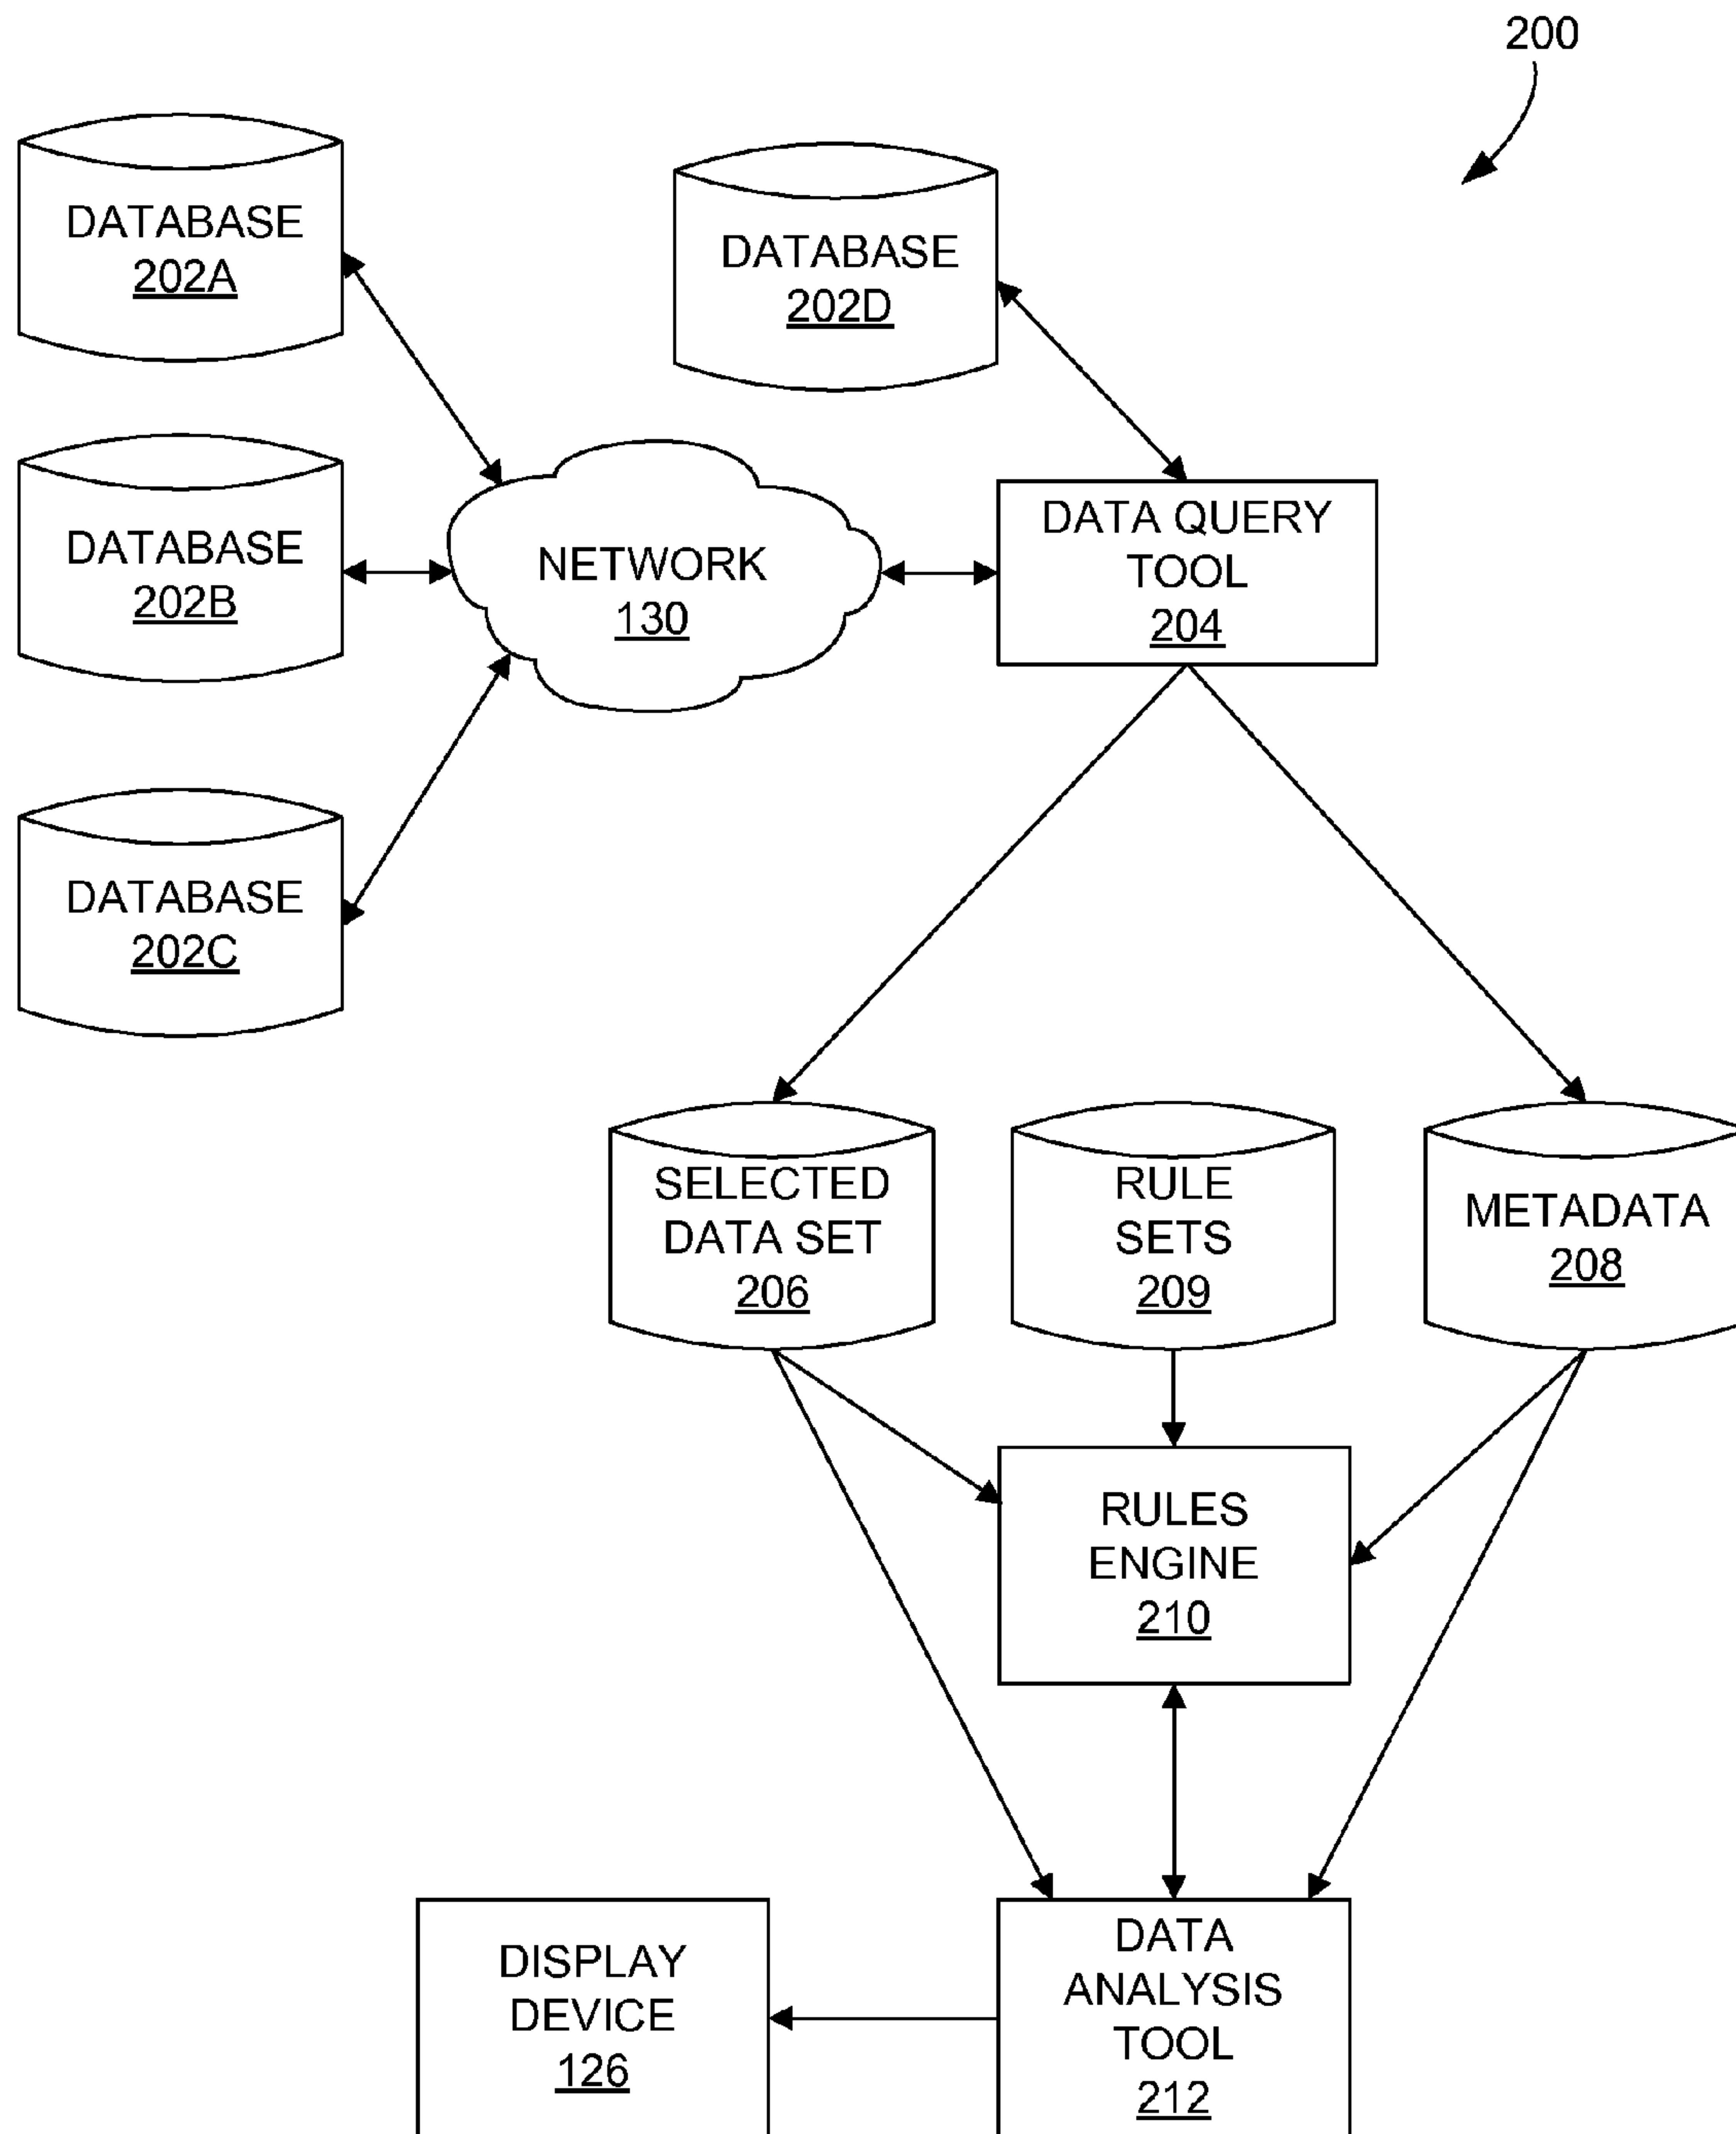 200
DATABASE
202A
DATABASE
202D
DATABASE
202B
NETWORK
130
DATA QUERY
TOOL
204
DATABASE
202C
SELECTED
DATA SET
206
RULE
SETS
209
METADATA
208
RULES
ENGINE
210
DISPLAY
DEVICE
126
DATA
ANALYSIS
TOOL
212